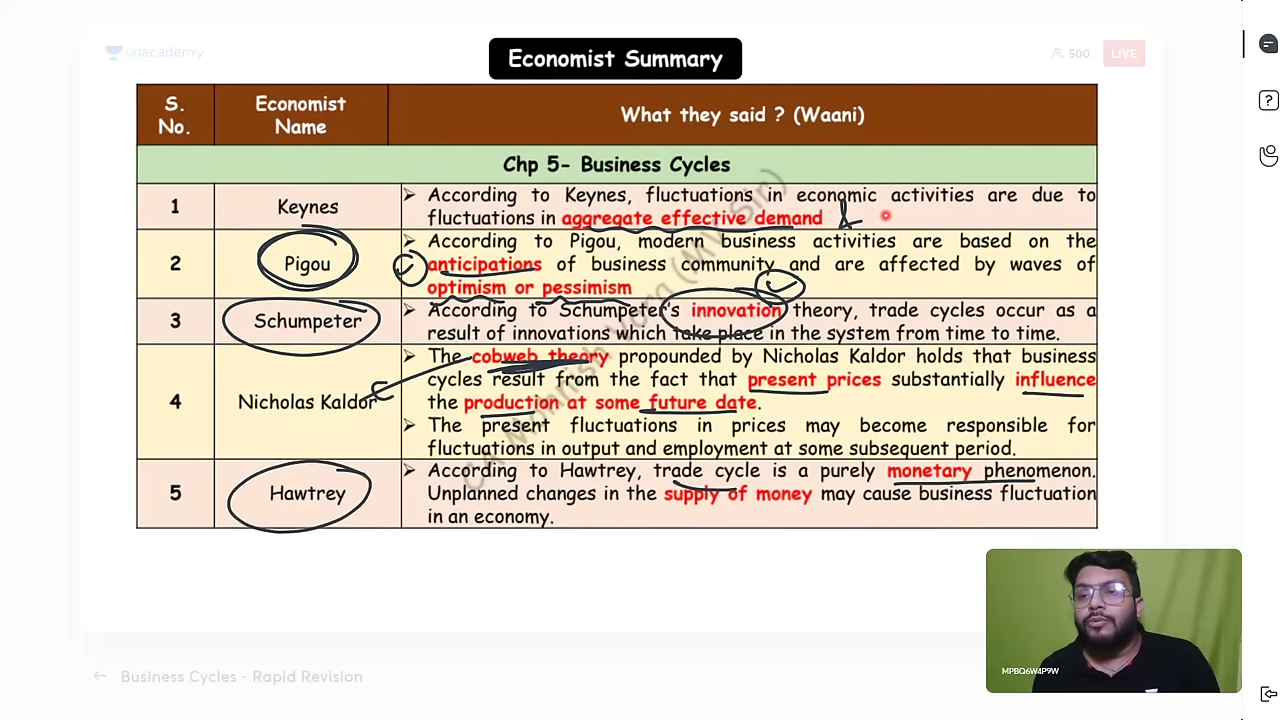 unacademy
Economist Summary
500
LIVE
S. No.
Economist Name
What they said ? (Waani)
Chp 5- Business Cycles
1
Keynes
➢ According to Keynes, fluctuations in economic activities are due to
fluctuations in aggregate effective demand &
2
Pigou
➢ According to Pigou, modern business activities are based on the
anticipations of business community and are affected by waves of
optimism or pessimism
3
Schumpeter
➢ According to Schumpeter's innovation theory, trade cycles occur as a
result of innovations which take place in the system from time to time.
4
Nicholas Kaldor
➢ The cobweb theory propounded by Nicholas Kaldor holds that business
cycles result from the fact that present prices substantially influence
the production at some future date.
➢ The present fluctuations in prices may become responsible for
fluctuations in output and employment at some subsequent period.
5
Hawtrey
➢ According to Hawtrey, trade cycle is a purely monetary phenomenon.
Unplanned changes in the supply of money may cause business fluctuation
in an economy.
MPBQ6W4P9W
Business Cycles - Rapid Revision